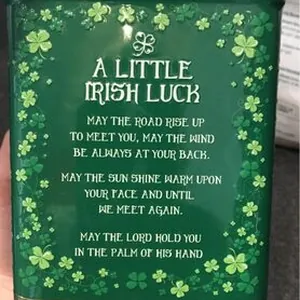 A LITTLE
IRISH LUCK
MAY THE ROAD RISE UP
TO MEET YOU, MAY THE WIND
BE ALWAYS AT YOUR BACK.
MAY THE SUN SHINE WARM UPON
YOUR FACE AND UNTIL
WE MEET AGAIN.
MAY THE LORD HOLD YOU
IN THE PALM OF HIS HAND